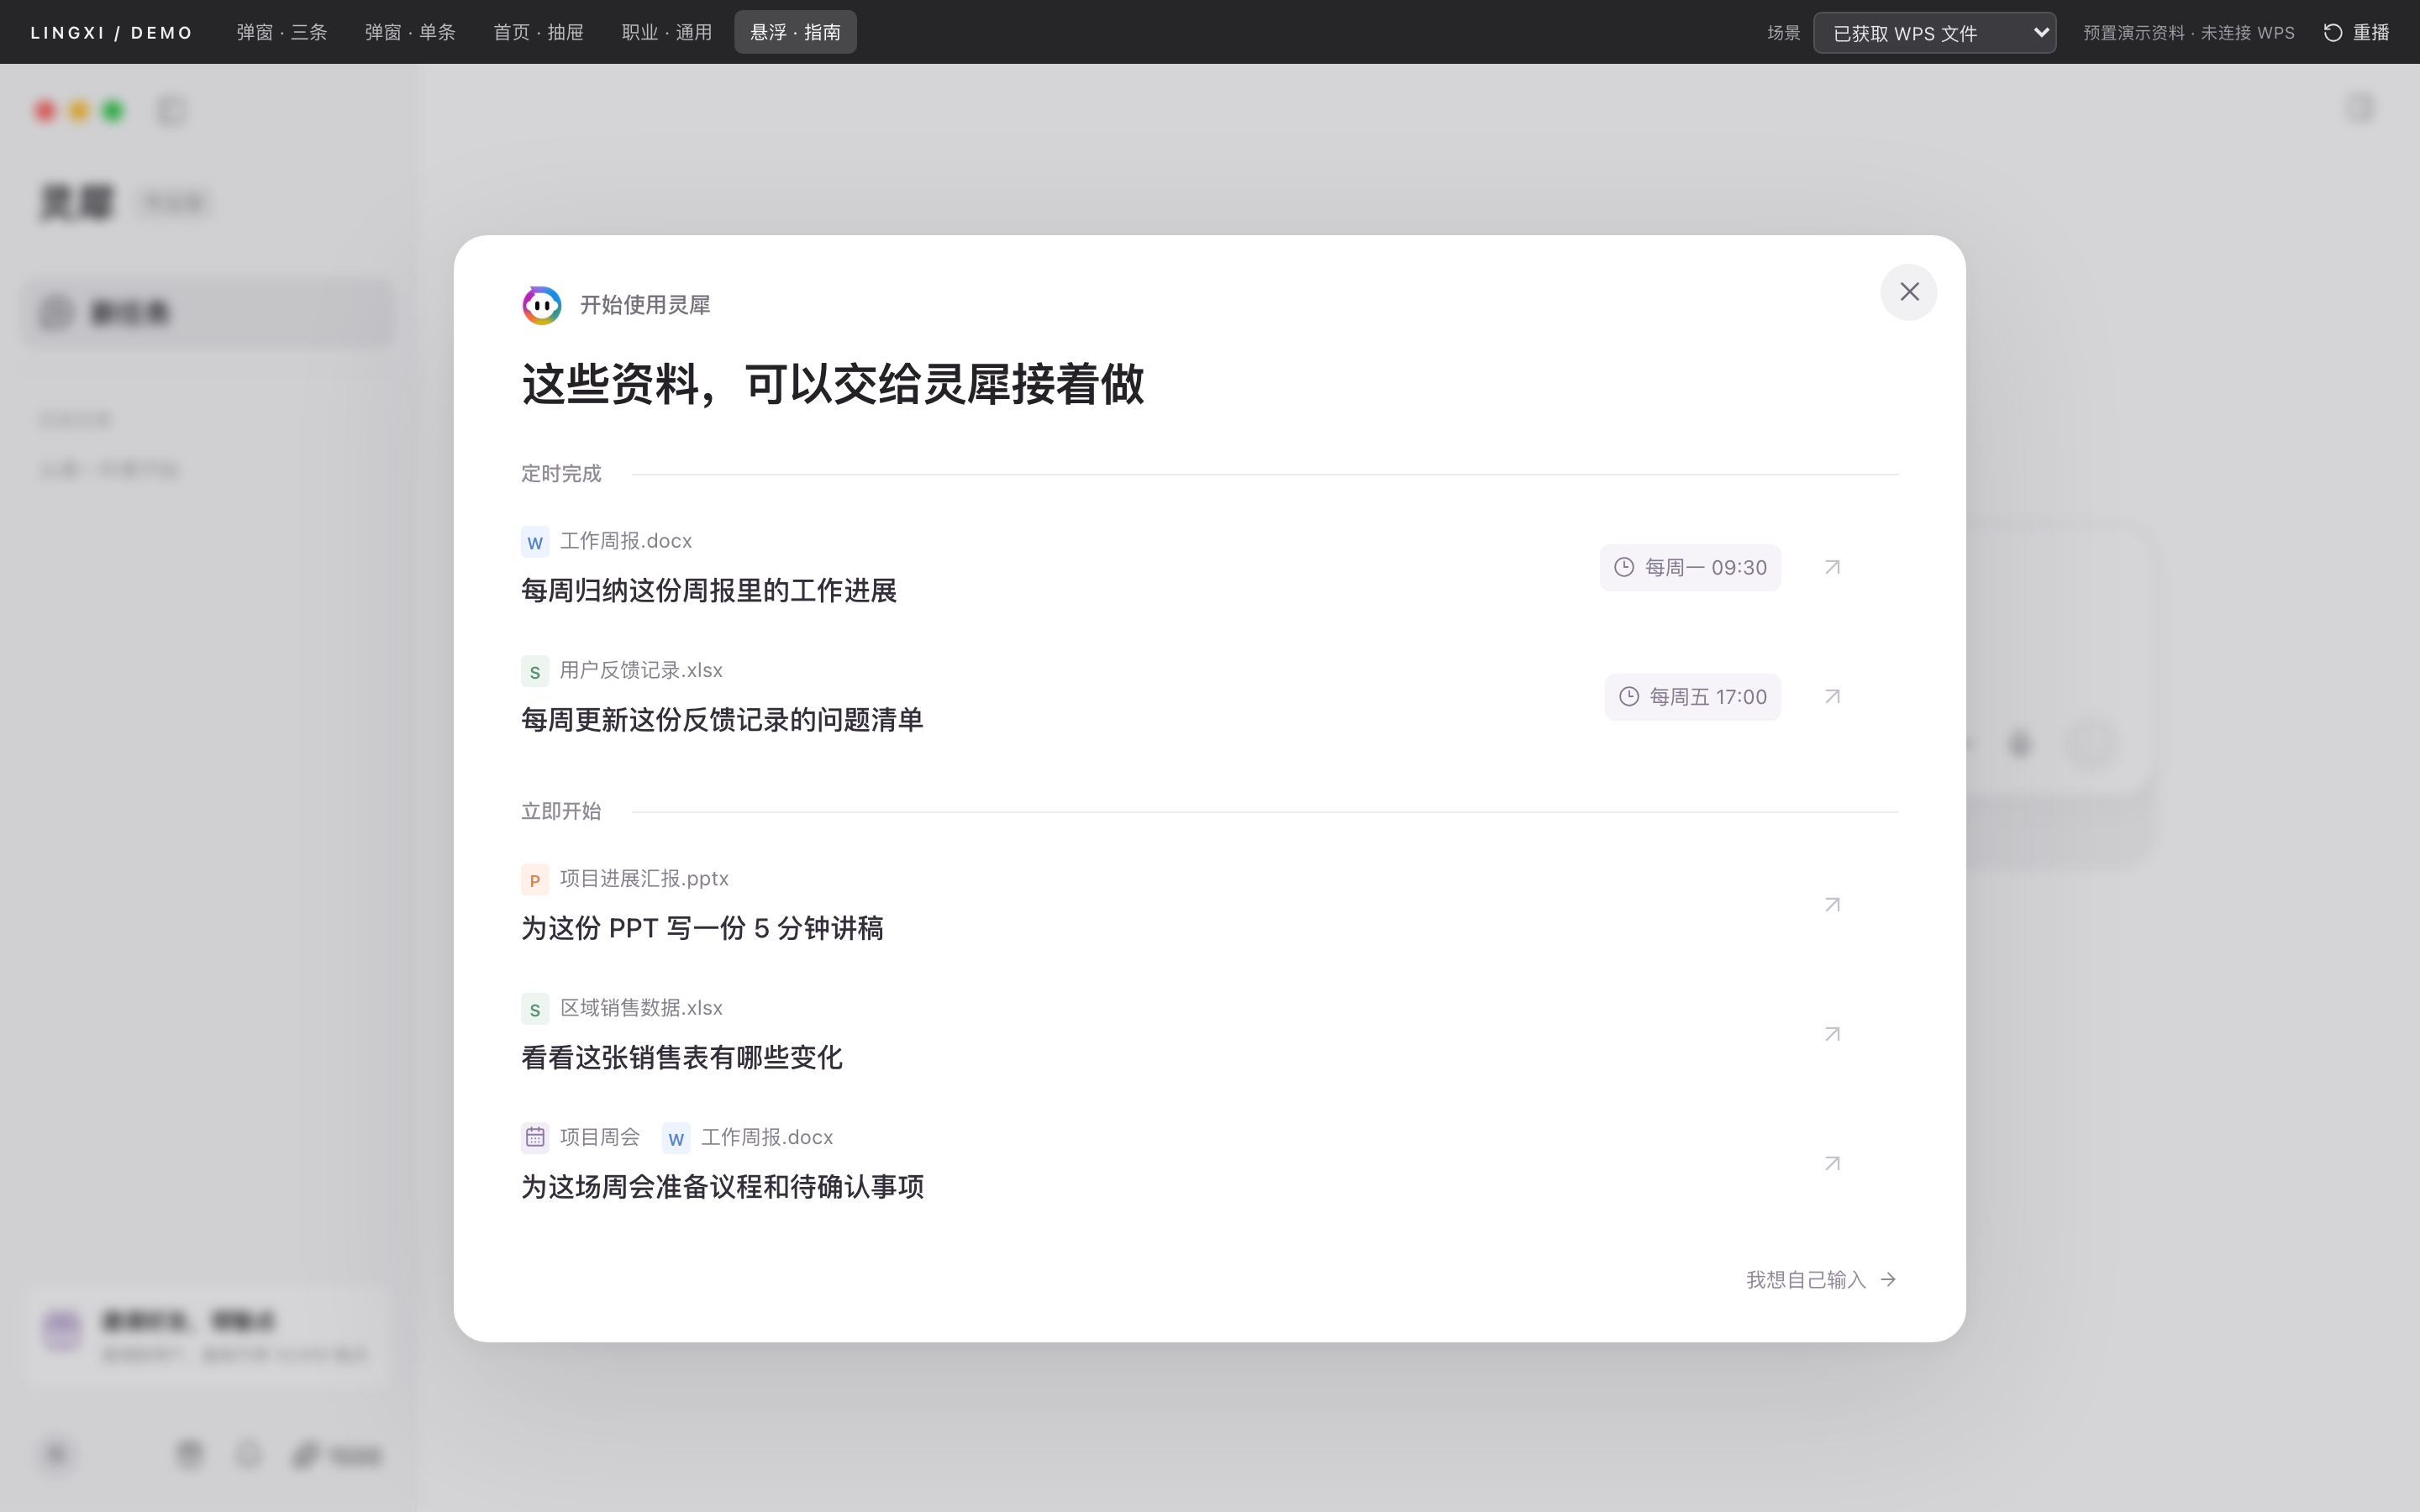 LINGXI / DEMO 弹窗 · 三条 弹窗 · 单条 首页 · 抽屉 职业 · 通用 悬浮 · 指南 场景 已获取 WPS 文件 预置演示资料 · 未连接 WPS 重播
灵犀
新任务
开始使用灵犀
这些资料，可以交给灵犀接着做
定时完成
W 工作周报.docx
每周归纳这份周报里的工作进展
每周一 09:30
S 用户反馈记录.xlsx
每周更新这份反馈记录的问题清单
每周五 17:00
立即开始
P 项目进展汇报.pptx
为这份 PPT 写一份 5 分钟讲稿
S 区域销售数据.xlsx
看看这张销售表有哪些变化
项目周会 W 工作周报.docx
为这场周会准备议程和待确认事项
我想自己输入